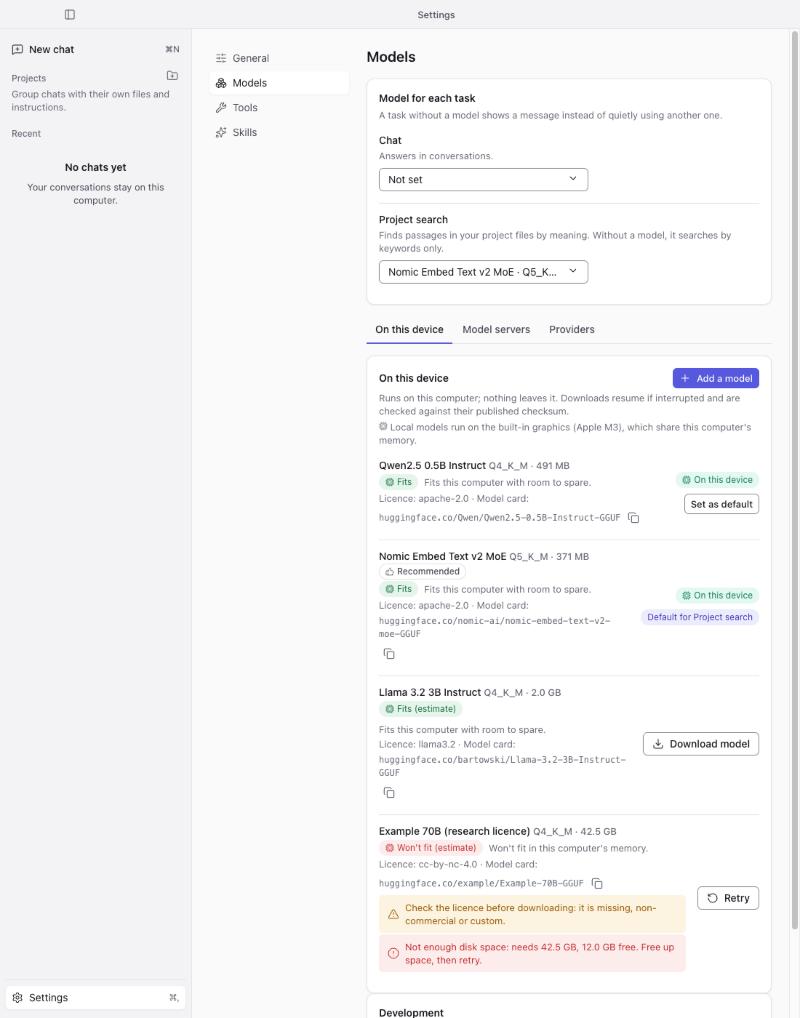 Settings
New chat
⌘N
Projects
Group chats with their own files and
instructions.
Recent
No chats yet
Your conversations stay on this
computer.
Settings
⌘,
General
Models
Tools
Skills
Models
Model for each task
A task without a model shows a message instead of quietly using another one.
Chat
Answers in conversations.
Not set
Project search
Finds passages in your project files by meaning. Without a model, it searches by
keywords only.
Nomic Embed Text v2 MoE · Q5_K...
On this device
Model servers
Providers
On this device
Add a model
Runs on this computer; nothing leaves it. Downloads resume if interrupted and are
checked against their published checksum.
Local models run on the built-in graphics (Apple M3), which share this computer's
memory.
Qwen2.5 0.5B Instruct Q4_K_M · 491 MB
Fits Fits this computer with room to spare.
Licence: apache-2.0 · Model card:
huggingface.co/Qwen/Qwen2.5-0.5B-Instruct-GGUF
On this device
Set as default
Nomic Embed Text v2 MoE Q5_K_M · 371 MB
Recommended
Fits Fits this computer with room to spare.
Licence: apache-2.0 · Model card:
huggingface.co/nomic-ai/nomic-embed-text-v2-
moe-GGUF
On this device
Default for Project search
Llama 3.2 3B Instruct Q4_K_M · 2.0 GB
Fits (estimate)
Fits this computer with room to spare.
Licence: llama3.2 · Model card:
huggingface.co/bartowski/Llama-3.2-3B-Instruct-
GGUF
Download model
Example 70B (research licence) Q4_K_M · 42.5 GB
Won't fit (estimate) Won't fit in this computer's memory.
Licence: cc-by-nc-4.0 · Model card:
huggingface.co/example/Example-70B-GGUF
Check the licence before downloading: it is missing, non-
commercial or custom.
Not enough disk space: needs 42.5 GB, 12.0 GB free. Free up
space, then retry.
Retry
Development